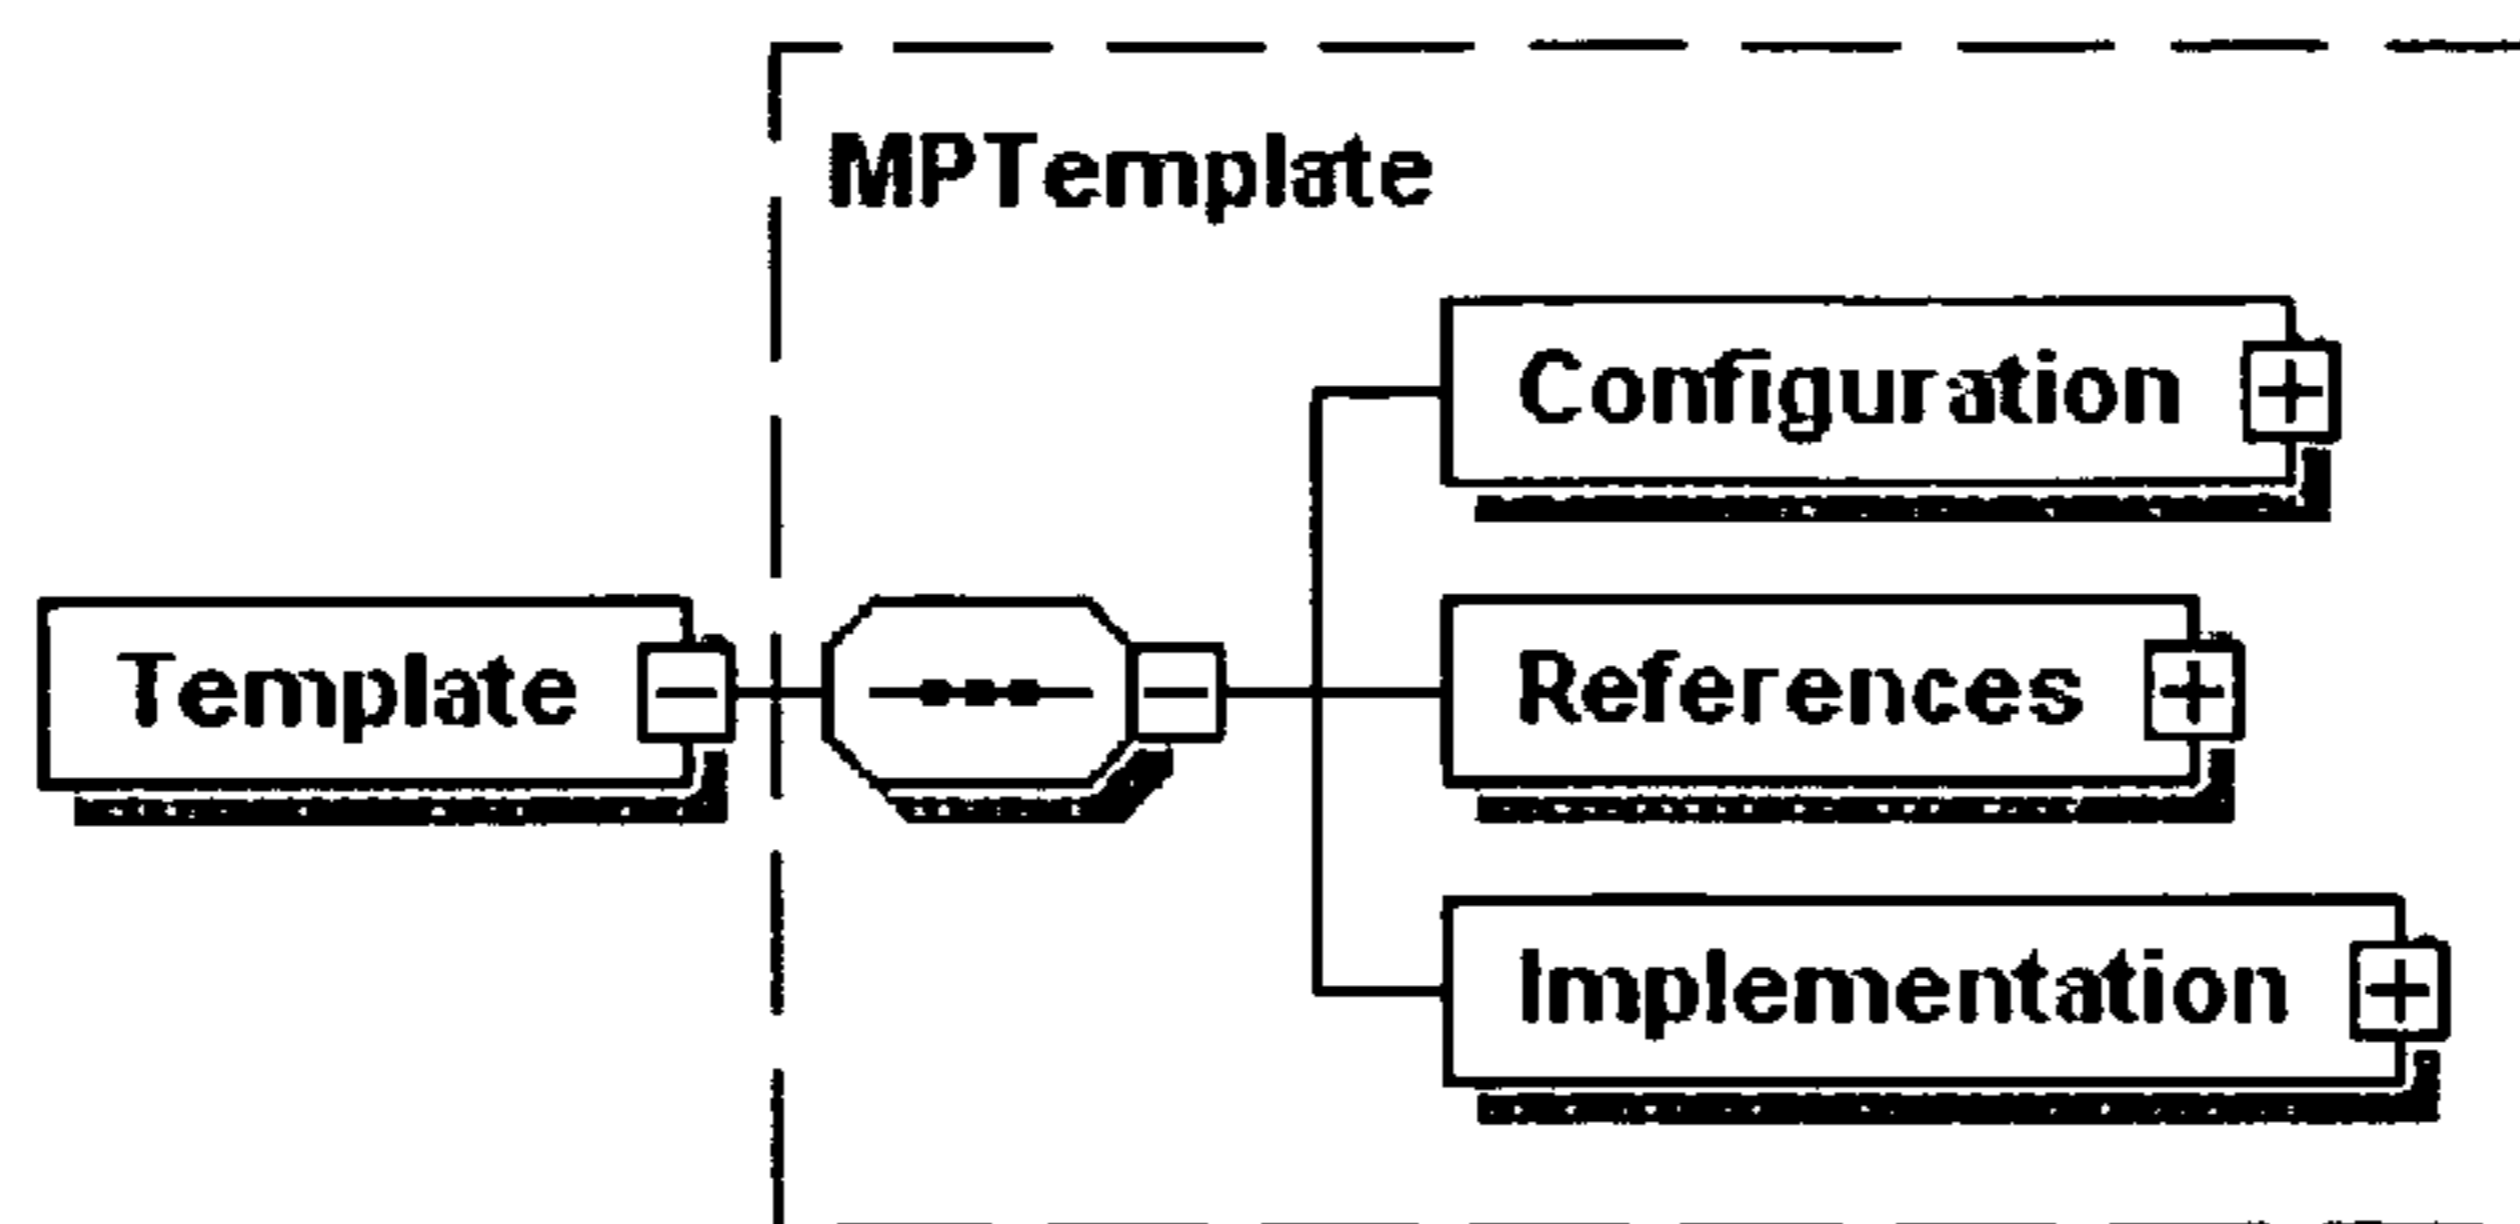 MPTemplate
Configuration
Template
References
Implementation